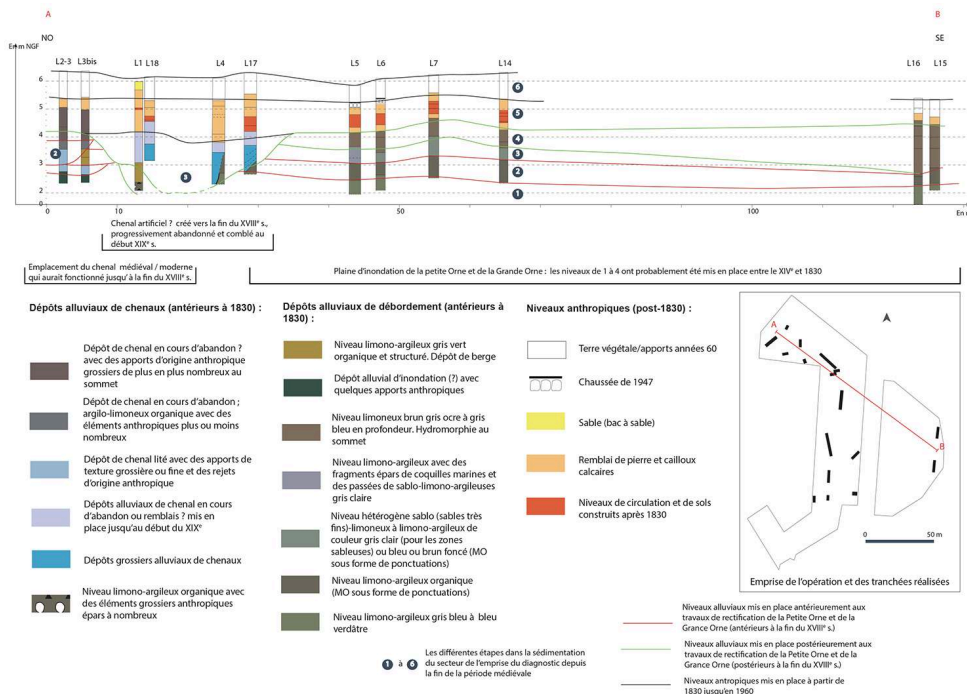 A
B
NO
SE
En m NGF
L2-3
L3bis
L1
L18
L4
L17
L5
L6
L7
L14
L16
L15
6
5
4
3
2
6
5
4
3
2
1
2
3
0
10
50
100
En m
Chenal artificiel ? créé vers la fin du XVIIIe s.,
progressivement abandonné et comblé au
début XIXe s.
Emplacement du chenal médiéval / moderne
qui aurait fonctionné jusqu'à la fin du XVIIIe s.
Plaine d'inondation de la petite Orne et de la Grande Orne : les niveaux de 1 à 4 ont probablement été mis en place entre le XIVe et 1830
Dépôts alluviaux de chenaux (antérieurs à 1830) :
Dépôt de chenal en cours d'abandon ?
avec des apports d'origine anthropique
grossiers de plus en plus nombreux au
sommet
Dépôt de chenal en cours d'abandon ;
argilo-limoneux organique avec des
éléments anthropiques plus ou moins
nombreux
Dépôt de chenal lité avec des apports de
texture grossière ou fine et des rejets
d'origine anthropique
Dépôts alluviaux de chenal en cours
d'abandon ou remblais ? mis en
place jusqu'au début du XIXe
Dépôts grossiers alluviaux de chenaux
Niveau limono-argileux organique avec
des éléments grossiers anthropiques
épars à nombreux
Dépôts alluviaux de débordement (antérieurs à
1830) :
Niveau limono-argileux gris vert
organique et structuré. Dépôt de berge
Dépôt alluvial d'inondation (?) avec
quelques apports anthropiques
Niveau limoneux brun gris ocre à gris
bleu en profondeur. Hydromorphie au
sommet
Niveau limono-argileux avec des
fragments épars de coquilles marines et
des passées de sablo-limono-argileuses
gris claire
Niveau hétérogène sablo (sables très
fins)-limoneux à limono-argileux de
couleur gris clair (pour les zones
sableuses) ou bleu ou brun foncé (MO
sous forme de ponctuations)
Niveau limono-argileux organique
(MO sous forme de ponctuations)
Niveau limono-argileux gris bleu à bleu
verdâtre
Niveaux anthropiques (post-1830) :
Terre végétale/apports années 60
Chaussée de 1947
Sable (bac à sable)
Remblai de pierre et cailloux
calcaires
Niveaux de circulation et de sols
construits après 1830
A
B
0
50 m
Emprise de l'opération et des tranchées réalisées
1 à 6
Les différentes étapes dans la sédimentation
du secteur de l'emprise du diagnostic depuis
la fin de la période médiévale
Niveaux alluviaux mis en place antérieurement aux
travaux de rectification de la Petite Orne et de la
Grance Orne (antérieurs à la fin du XVIIIe s.)
Niveaux alluviaux mis en place postérieurement aux
travaux de rectification de la Petite Orne et de la
Grance Orne (postérieurs à la fin du XVIIIe s.)
Niveaux antropiques mis en place à partir de
1830 jusqu'en 1960